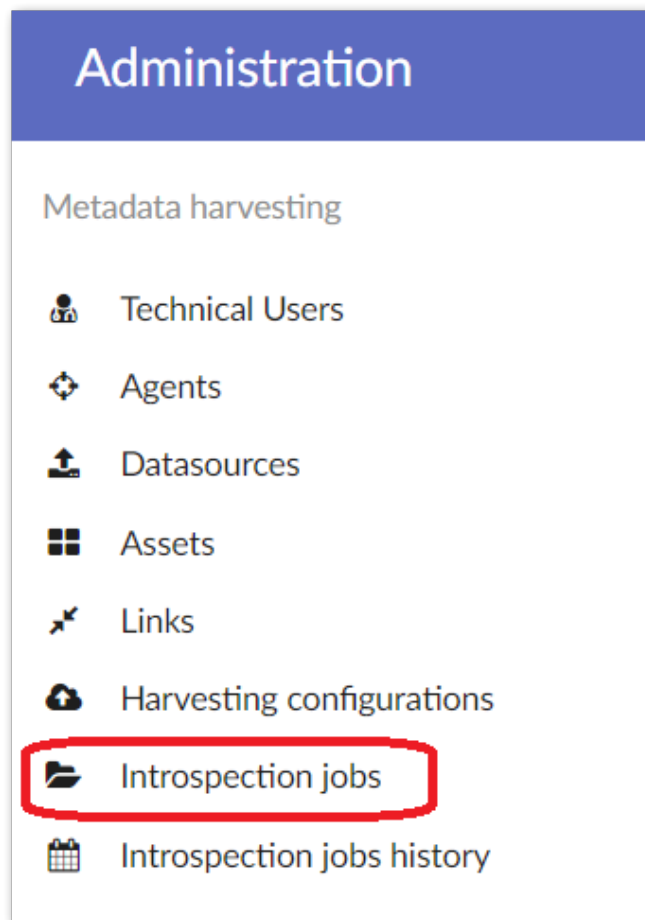 Administration
Metadata harvesting
Technical Users
Agents
Datasources
Assets
Links
Harvesting configurations
Introspection jobs
Introspection jobs history